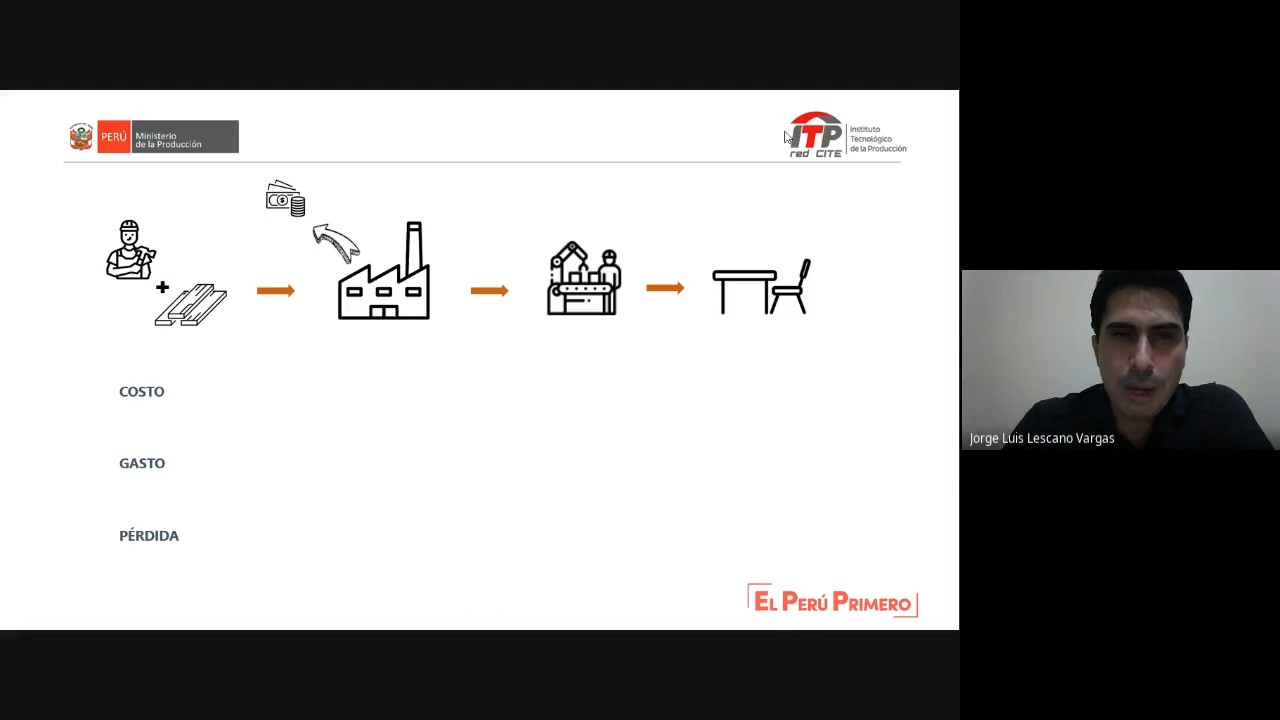 PERÚ
Ministerio
de la Producción
ITP
red CITE
Instituto
Tecnológico
de la Producción
+
COSTO
GASTO
PÉRDIDA
EL PERÚ PRIMERO
Jorge Luis Lescano Vargas